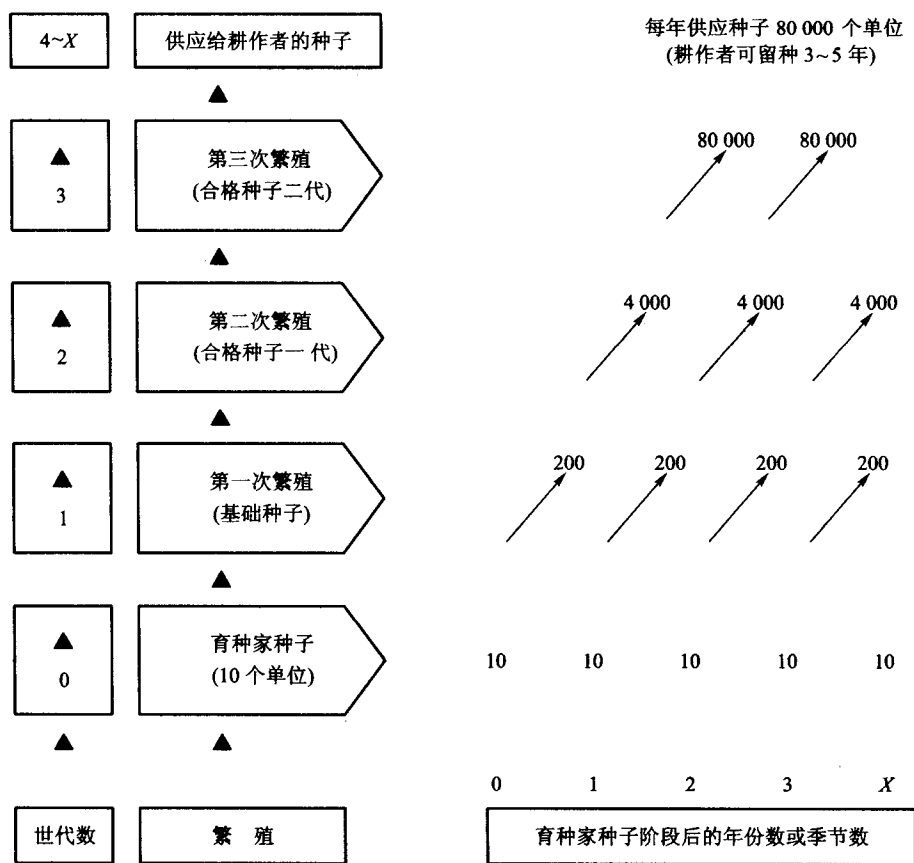 4~X
供应给耕作者的种子
每年供应种子 80 000 个单位
(耕作者可留种 3~5 年)
3
第三次繁殖
(合格种子二代)
80 000
80 000
2
第二次繁殖
(合格种子一代)
4 000
4 000
4 000
1
第一次繁殖
(基础种子)
200
200
200
200
0
育种家种子
(10 个单位)
10
10
10
10
10
0
1
2
3
X
世代数
繁 殖
育种家种子阶段后的年份数或季节数